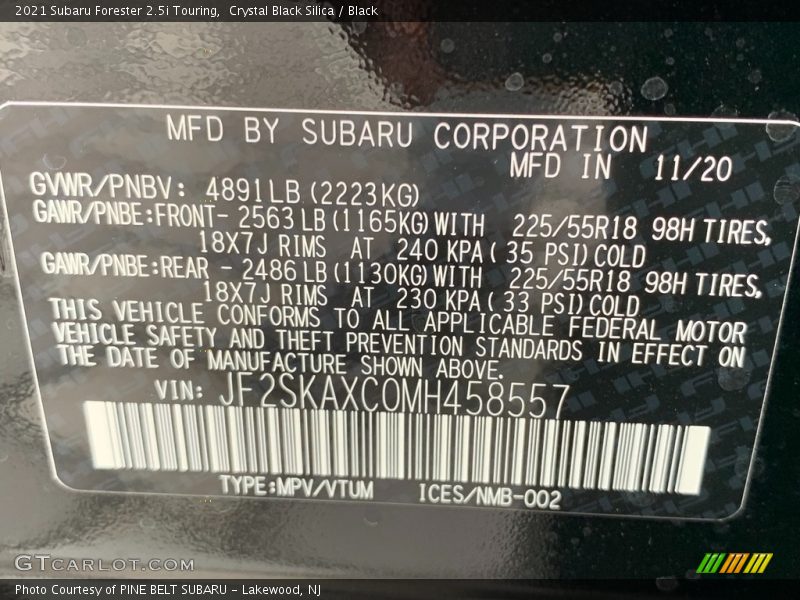 2021 Subaru Forester 2.5i Touring, Crystal Black Silica / Black
MFD BY SUBARU CORPORATION
MFD IN 11/20
GVWR/PNBV: 4891LB (2223KG)
GAWR/PNBE:FRONT- 2563 LB (1165KG) WITH 225/55R18 98H TIRES,
18X7J RIMS AT 240 KPA ( 35 PSI) COLD
GAWR/PNBE:REAR - 2486 LB (1130KG) WITH 225/55R18 98H TIRES,
18X7J RIMS AT 230 KPA ( 33 PSI) COLD
THIS VEHICLE CONFORMS TO ALL APPLICABLE FEDERAL MOTOR
VEHICLE SAFETY AND THEFT PREVENTION STANDARDS IN EFFECT ON
THE DATE OF MANUFACTURE SHOWN ABOVE.
VIN: JF2SKAXC0MH458557
TYPE:MPV/VTUM ICES/NMB-002
GTCARLOT.COM
Photo Courtesy of PINE BELT SUBARU - Lakewood, NJ